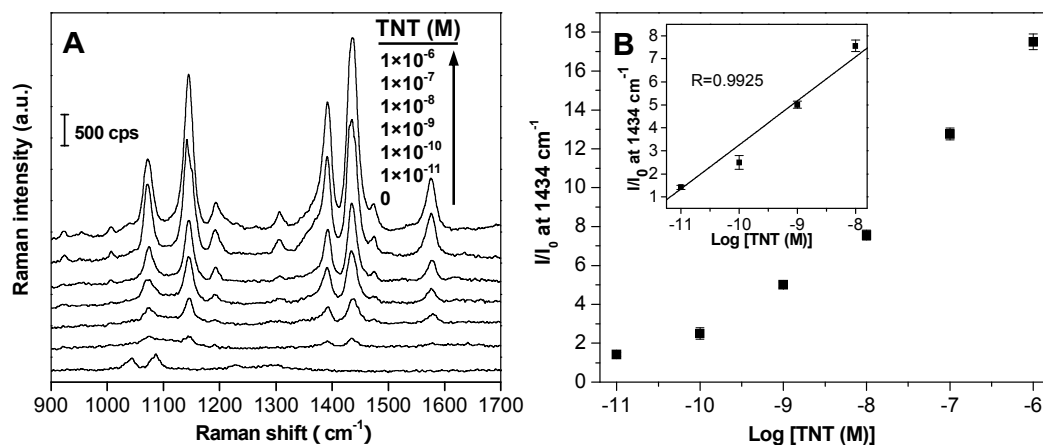 A
TNT (M)
1×10⁻⁶
1×10⁻⁷
1×10⁻⁸
1×10⁻⁹
1×10⁻¹⁰
1×10⁻¹¹
0
500 cps
Raman intensity (a.u.)
900 1000 1100 1200 1300 1400 1500 1600 1700
Raman shift ( cm⁻¹)
B
I/I₀ at 1434 cm⁻¹
18
16
14
12
10
8
6
4
2
0
-11 -10 -9 -8 -7 -6
Log [TNT (M)]
R=0.9925
I/I₀ at 1434 cm⁻¹
8
7
6
5
4
3
2
1
-11 -10 -9 -8
Log [TNT (M)]